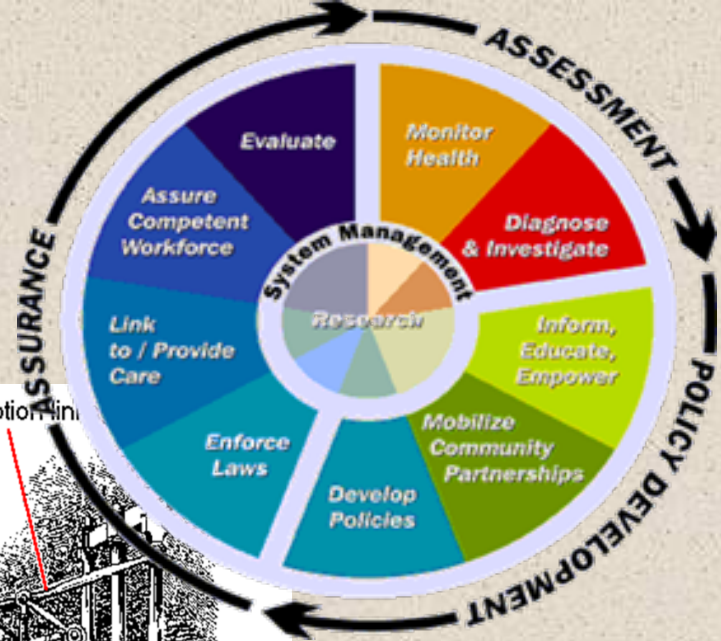 ASSESSMENT
Monitor
Health
Diagnose
& Investigate
Inform,
Educate,
Empower
POLICY DEVELOPMENT
Mobilize
Community
Partnerships
Develop
Policies
Enforce
Laws
Link
to / Provide
Care
Assure
Competent
Workforce
Evaluate
ASSURANCE
System Management
Research